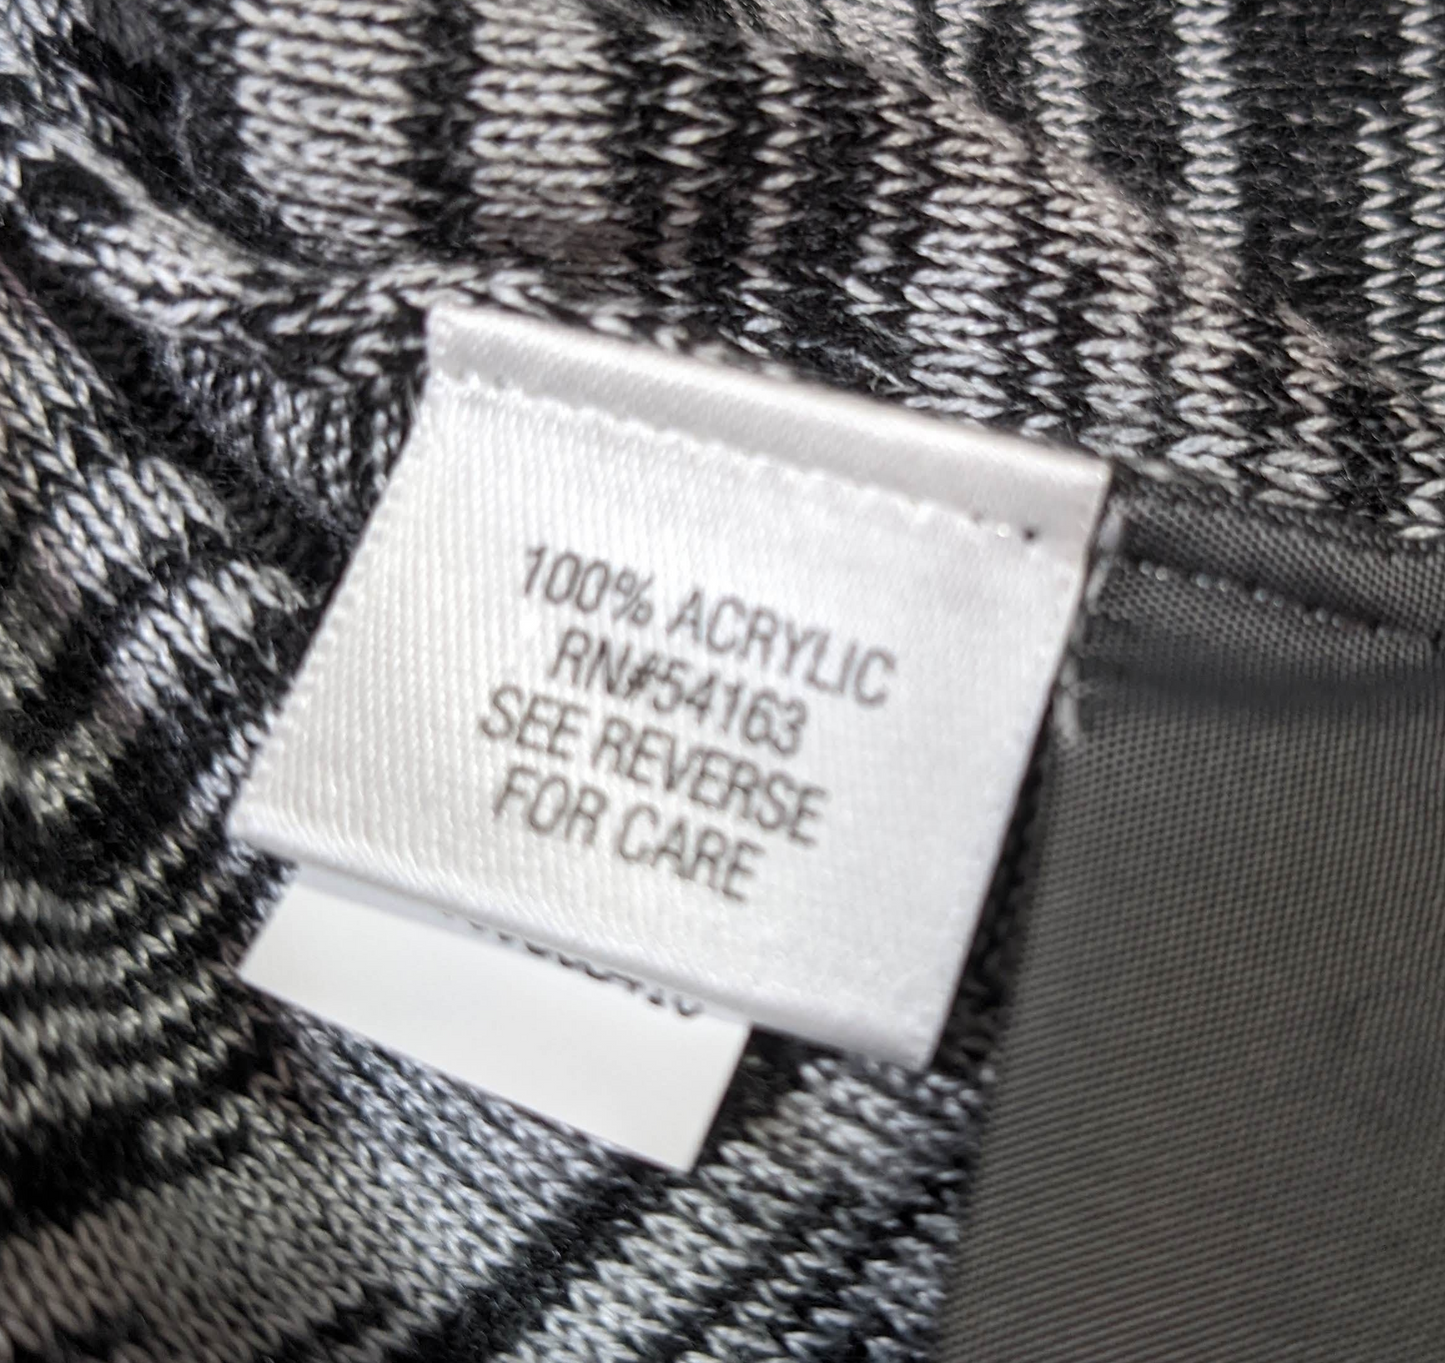 100% ACRYLIC
RN#54163
SEE REVERSE
FOR CARE